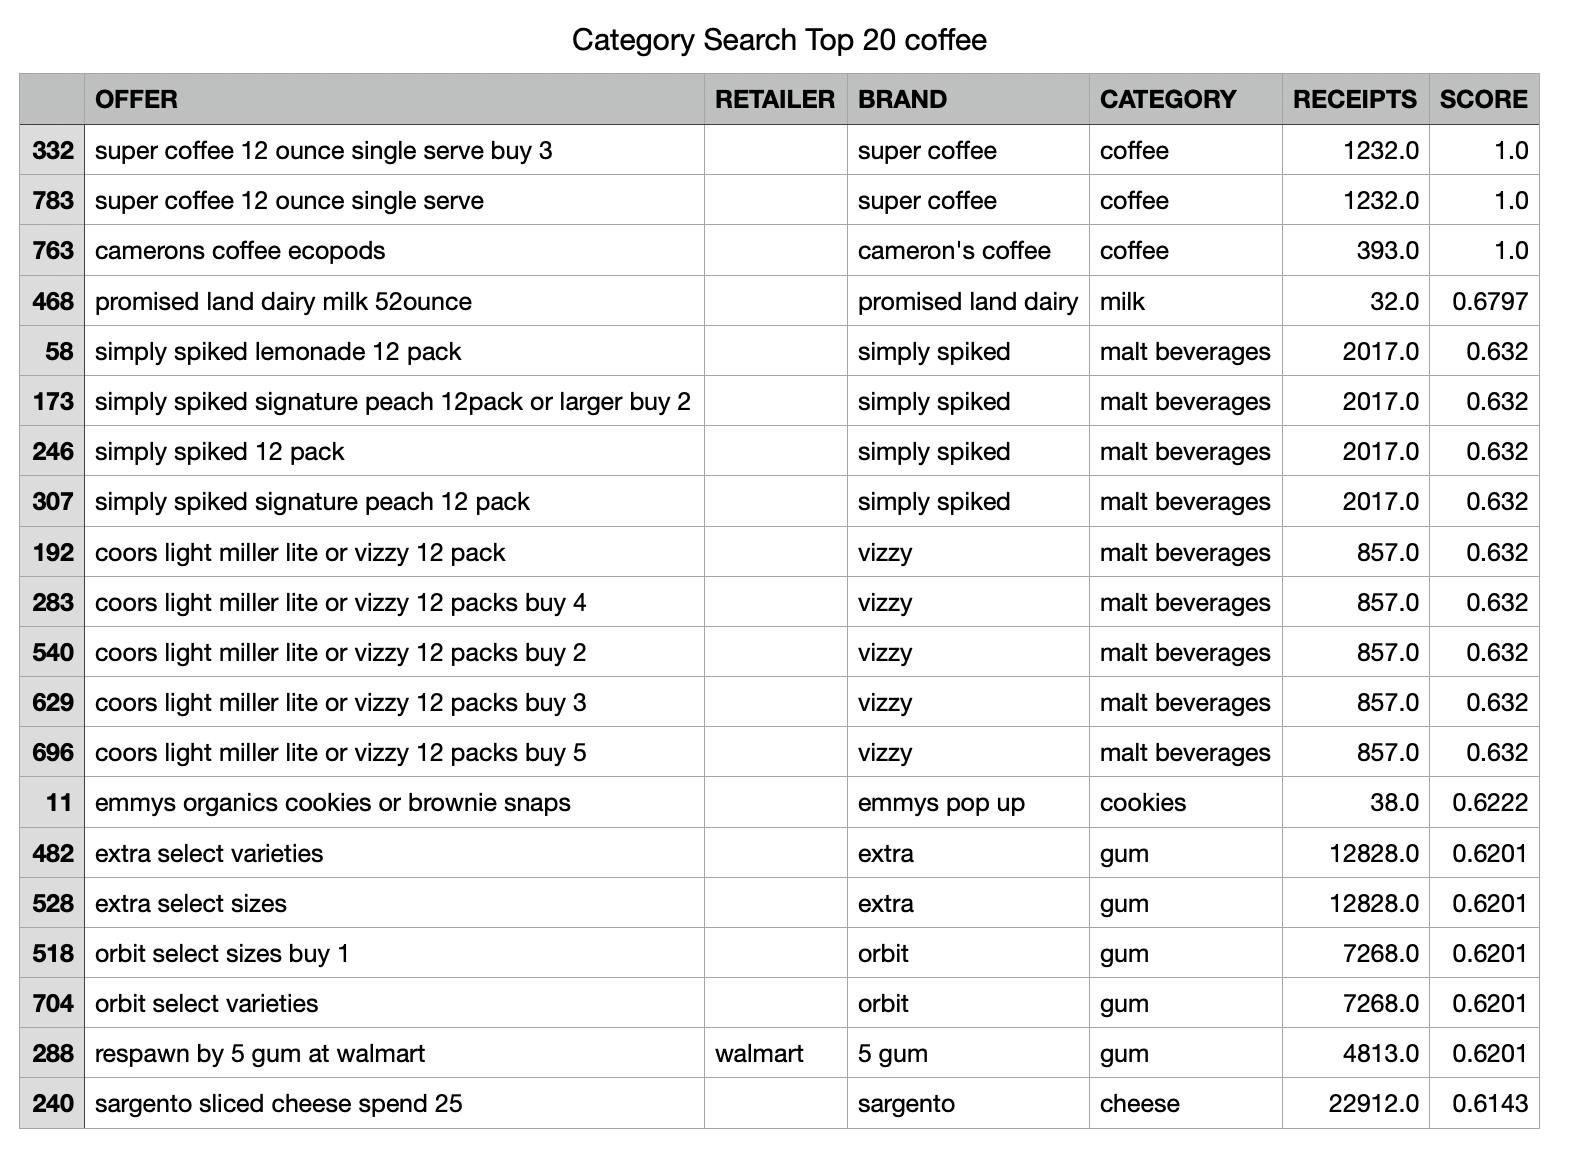 Category Search Top 20 coffee
OFFER RETAILER BRAND CATEGORY RECEIPTS SCORE
332 super coffee 12 ounce single serve buy 3 super coffee coffee 1232.0 1.0
783 super coffee 12 ounce single serve super coffee coffee 1232.0 1.0
763 camerons coffee ecopods cameron's coffee coffee 393.0 1.0
468 promised land dairy milk 52ounce promised land dairy milk 32.0 0.6797
58 simply spiked lemonade 12 pack simply spiked malt beverages 2017.0 0.632
173 simply spiked signature peach 12pack or larger buy 2 simply spiked malt beverages 2017.0 0.632
246 simply spiked 12 pack simply spiked malt beverages 2017.0 0.632
307 simply spiked signature peach 12 pack simply spiked malt beverages 2017.0 0.632
192 coors light miller lite or vizzy 12 pack vizzy malt beverages 857.0 0.632
283 coors light miller lite or vizzy 12 packs buy 4 vizzy malt beverages 857.0 0.632
540 coors light miller lite or vizzy 12 packs buy 2 vizzy malt beverages 857.0 0.632
629 coors light miller lite or vizzy 12 packs buy 3 vizzy malt beverages 857.0 0.632
696 coors light miller lite or vizzy 12 packs buy 5 vizzy malt beverages 857.0 0.632
11 emmys organics cookies or brownie snaps emmys pop up cookies 38.0 0.6222
482 extra select varieties extra gum 12828.0 0.6201
528 extra select sizes extra gum 12828.0 0.6201
518 orbit select sizes buy 1 orbit gum 7268.0 0.6201
704 orbit select varieties orbit gum 7268.0 0.6201
288 respawn by 5 gum at walmart walmart 5 gum gum 4813.0 0.6201
240 sargento sliced cheese spend 25 sargento cheese 22912.0 0.6143